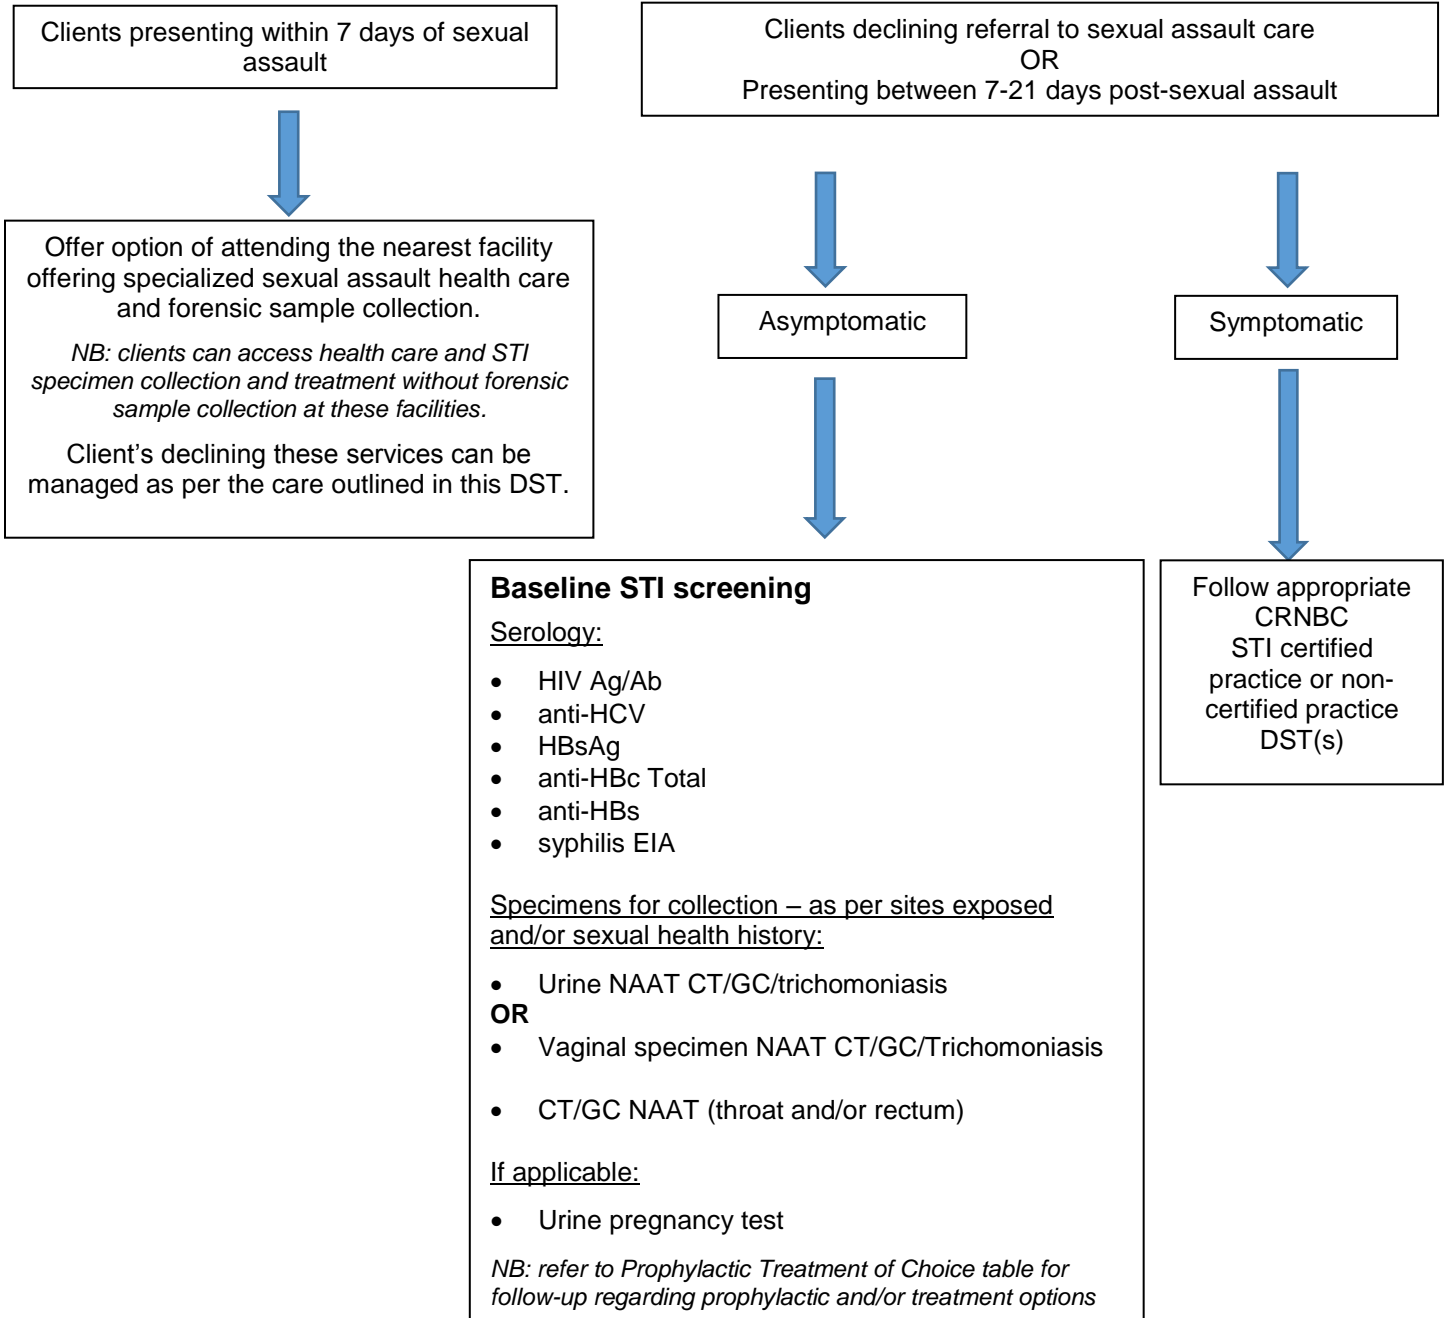 Clients presenting within 7 days of sexual
assault
Clients declining referral to sexual assault care
OR
Presenting between 7-21 days post-sexual assault
Offer option of attending the nearest facility
offering specialized sexual assault health care
and forensic sample collection.
NB: clients can access health care and STI
specimen collection and treatment without forensic
sample collection at these facilities.
Client's declining these services can be
managed as per the care outlined in this DST.
Asymptomatic
Symptomatic
Baseline STI screening
Serology:
• HIV Ag/Ab
• anti-HCV
• HBsAg
• anti-HBc Total
• anti-HBs
• syphilis EIA
Specimens for collection – as per sites exposed
and/or sexual health history:
• Urine NAAT CT/GC/trichomoniasis
OR
• Vaginal specimen NAAT CT/GC/Trichomoniasis
• CT/GC NAAT (throat and/or rectum)
If applicable:
• Urine pregnancy test
NB: refer to Prophylactic Treatment of Choice table for
follow-up regarding prophylactic and/or treatment options
Follow appropriate
CRNBC
STI certified
practice or non-
certified practice
DST(s)